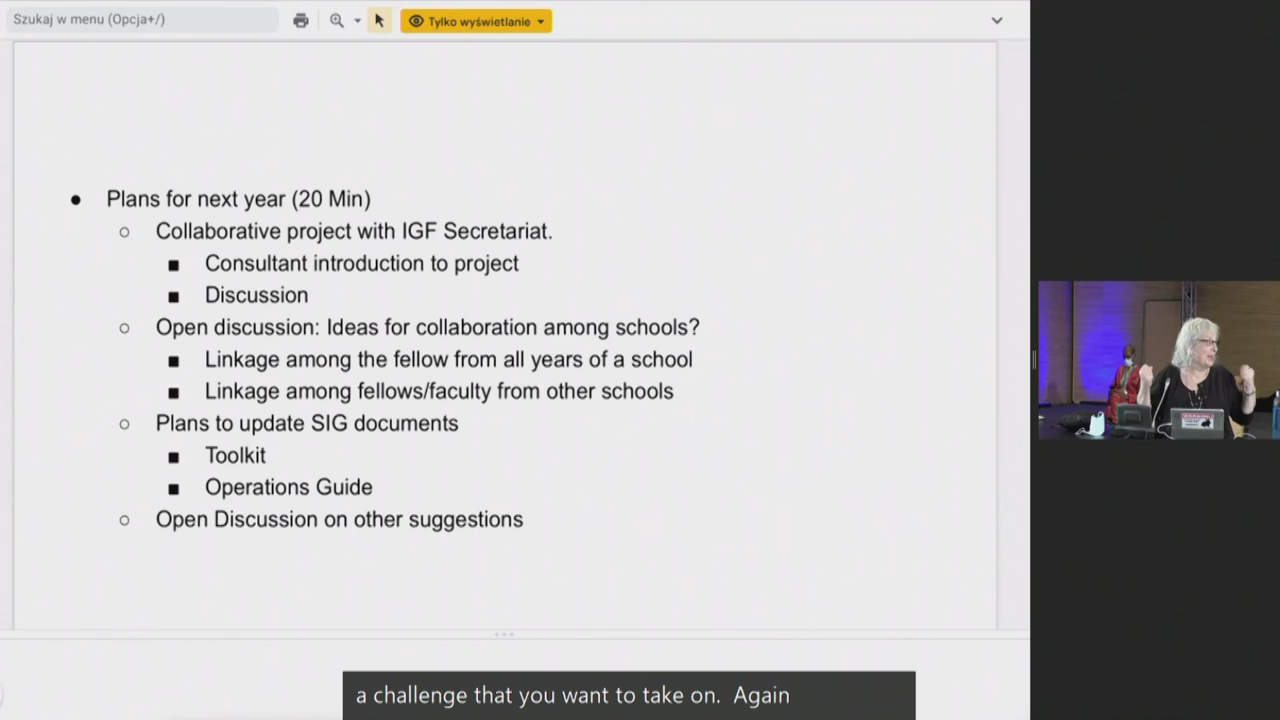 Szukaj w menu (Opcja+/)
Tylko wyświetlanie
Plans for next year (20 Min)
Collaborative project with IGF Secretariat.
Consultant introduction to project
Discussion
Open discussion: Ideas for collaboration among schools?
Linkage among the fellow from all years of a school
Linkage among fellows/faculty from other schools
Plans to update SIG documents
Toolkit
Operations Guide
Open Discussion on other suggestions
a challenge that you want to take on. Again